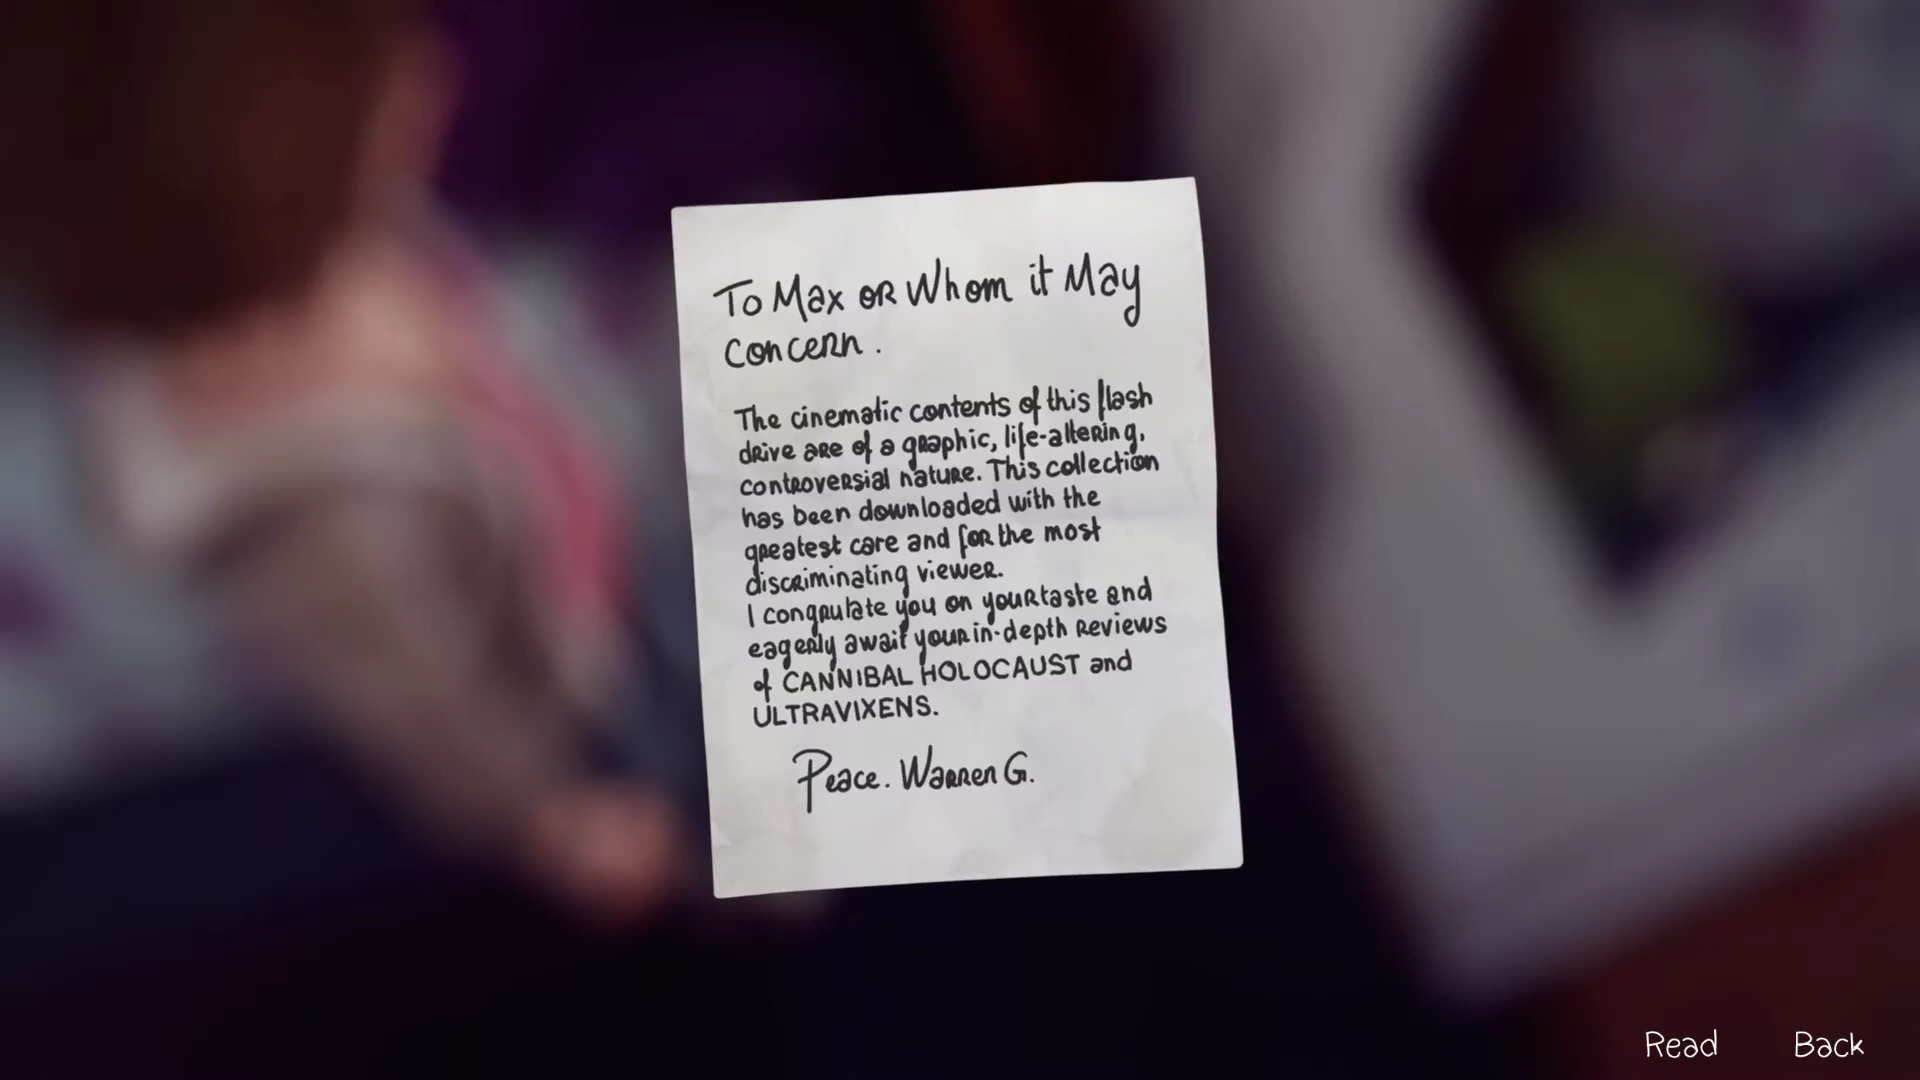 To Max or Whom it May
Concern.
The cinematic contents of this flash
drive are of a graphic, life-altering,
controversial nature. This collection
has been downloaded with the
greatest care and for the most
discriminating viewer.
I congrulate you on your taste and
eagerly await your in-depth reviews
of CANNIBAL HOLOCAUST and
ULTRAVIXENS.
Peace. Warren G.
Read Back